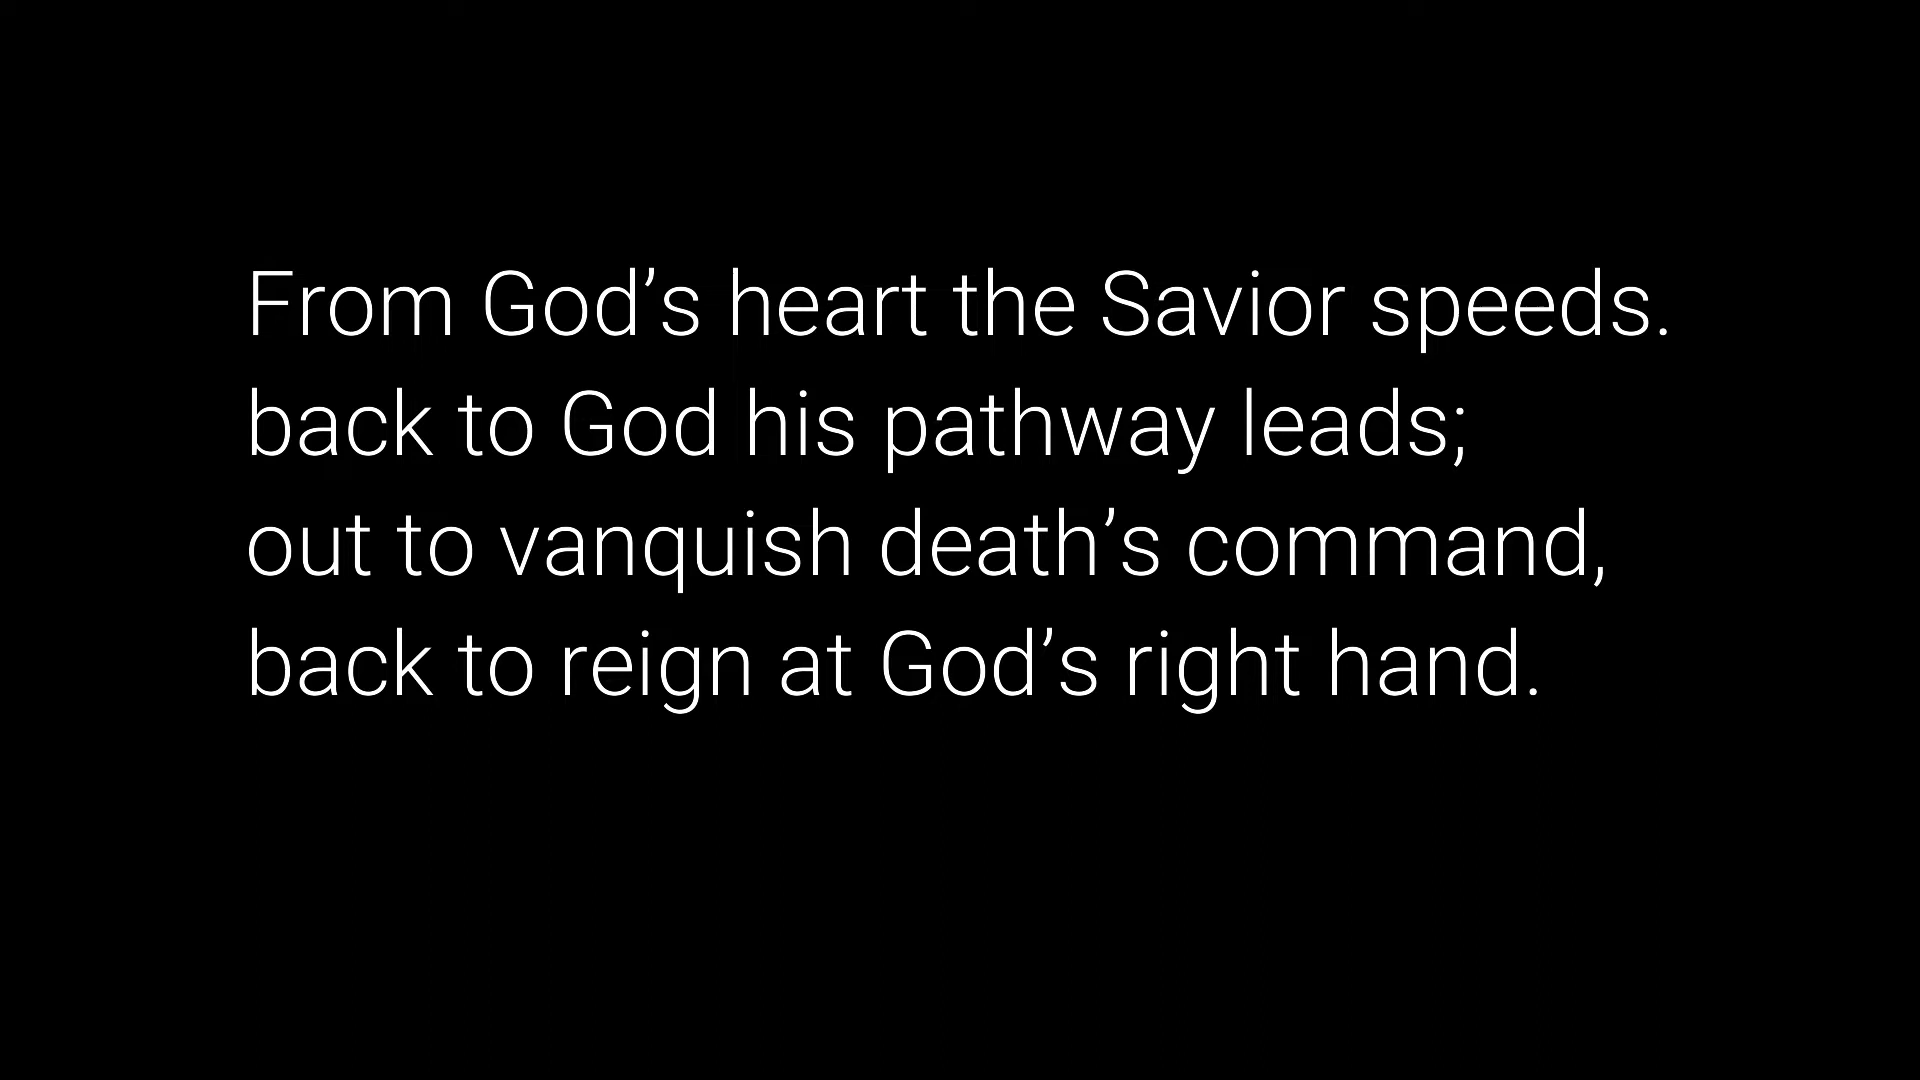 From God’s heart the Savior speeds.
back to God his pathway leads;
out to vanquish death’s command,
back to reign at God’s right hand.